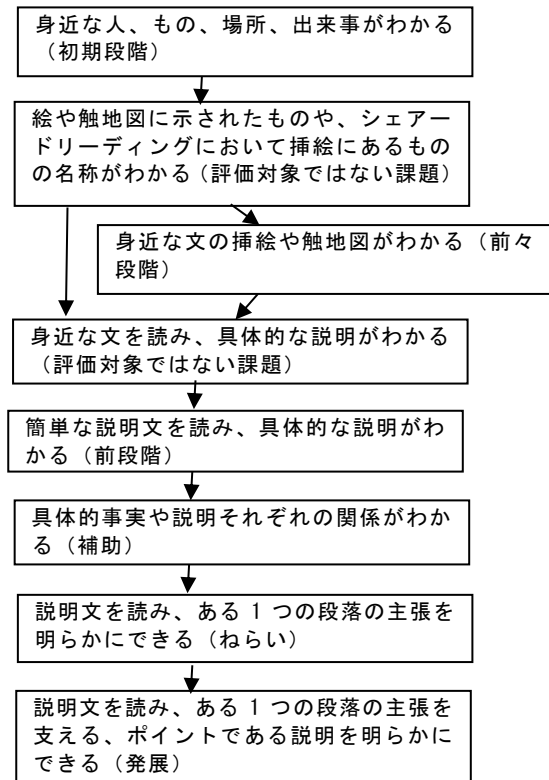 身近な人、もの、場所、出来事がわかる
（初期段階）
絵や触地図に示されたものや、シェアー
ドリーディングにおいて挿絵にあるもの
の名称がわかる（評価対象ではない課題）
身近な文の挿絵や触地図がわかる（前々
段階）
身近な文を読み、具体的な説明がわかる
（評価対象ではない課題）
簡単な説明文を読み、具体的な説明がわ
かる（前段階）
具体的事実や説明それぞれの関係がわか
る（補助）
説明文を読み、ある 1 つの段落の主張を
明らかにできる（ねらい）
説明文を読み、ある 1 つの段落の主張を
支える、ポイントである説明を明らかに
できる（発展）